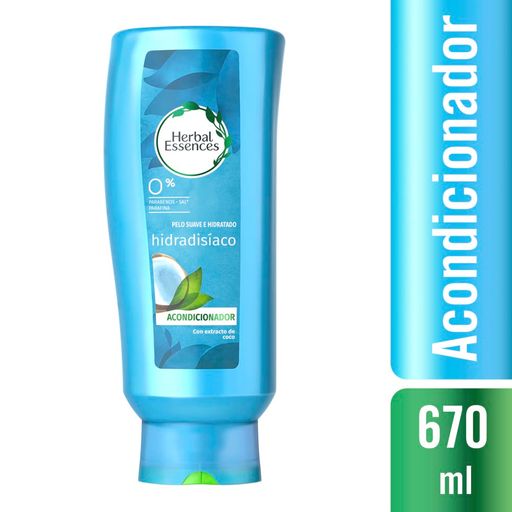 Herbal
Essences
0%
PARABENOS - SAL*
PARAFINA
PELO SUAVE E HIDRATADO
hidradisíaco
ACONDICIONADOR
Con extracto de
coco
Acondicionador
670
ml